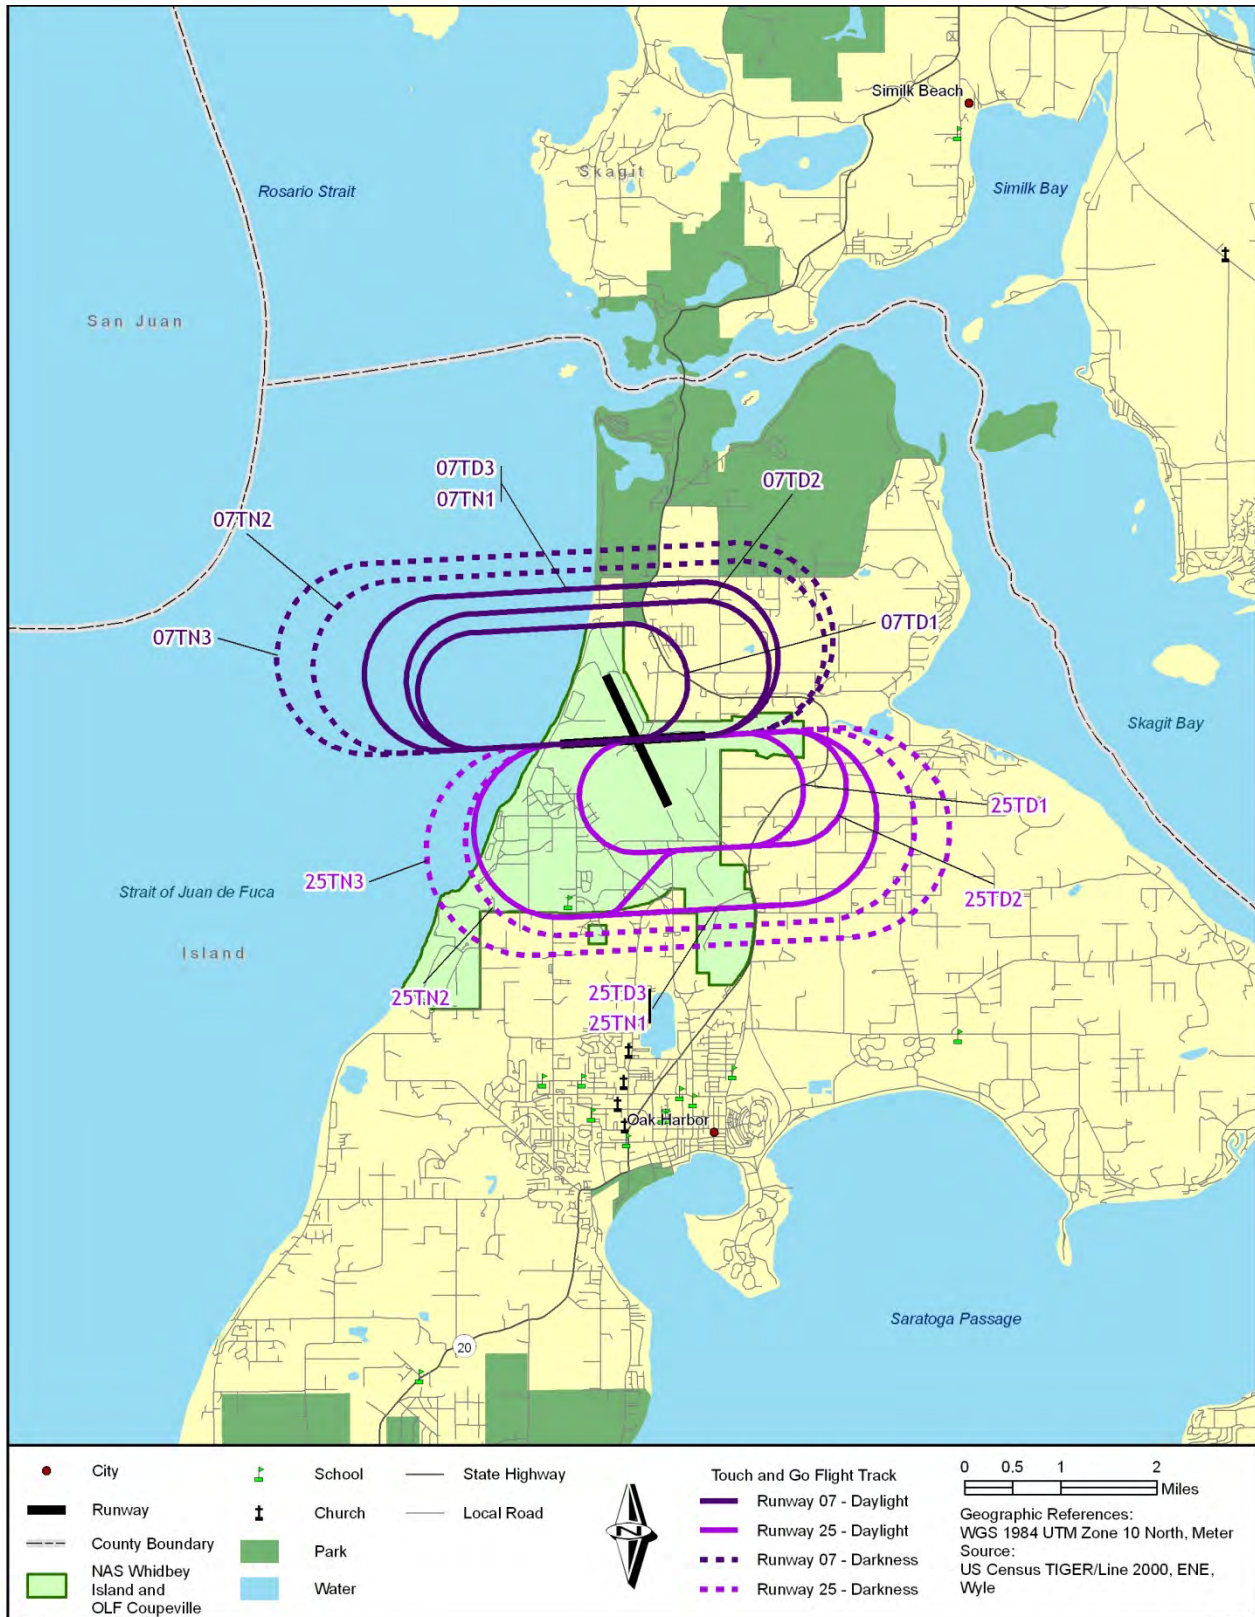 Similk Beach
Skagit
Rosario Strait
Similk Bay
San Juan
07TD3
07TN1
07TD2
07TN2
07TD1
07TN3
Skagit Bay
25TD1
25TN3
Strait of Juan de Fuca
25TD2
Island
25TN2
25TD3
25TN1
Oak Harbor
Saratoga Passage
20
City
Runway
County Boundary
NAS Whidbey
Island and
OLF Coupeville
School
Church
Park
Water
State Highway
Local Road
N
Touch and Go Flight Track
Runway 07 - Daylight
Runway 25 - Daylight
Runway 07 - Darkness
Runway 25 - Darkness
0 0.5 1 2
Miles
Geographic References:
WGS 1984 UTM Zone 10 North, Meter
Source:
US Census TIGER/Line 2000, ENE,
Wyle